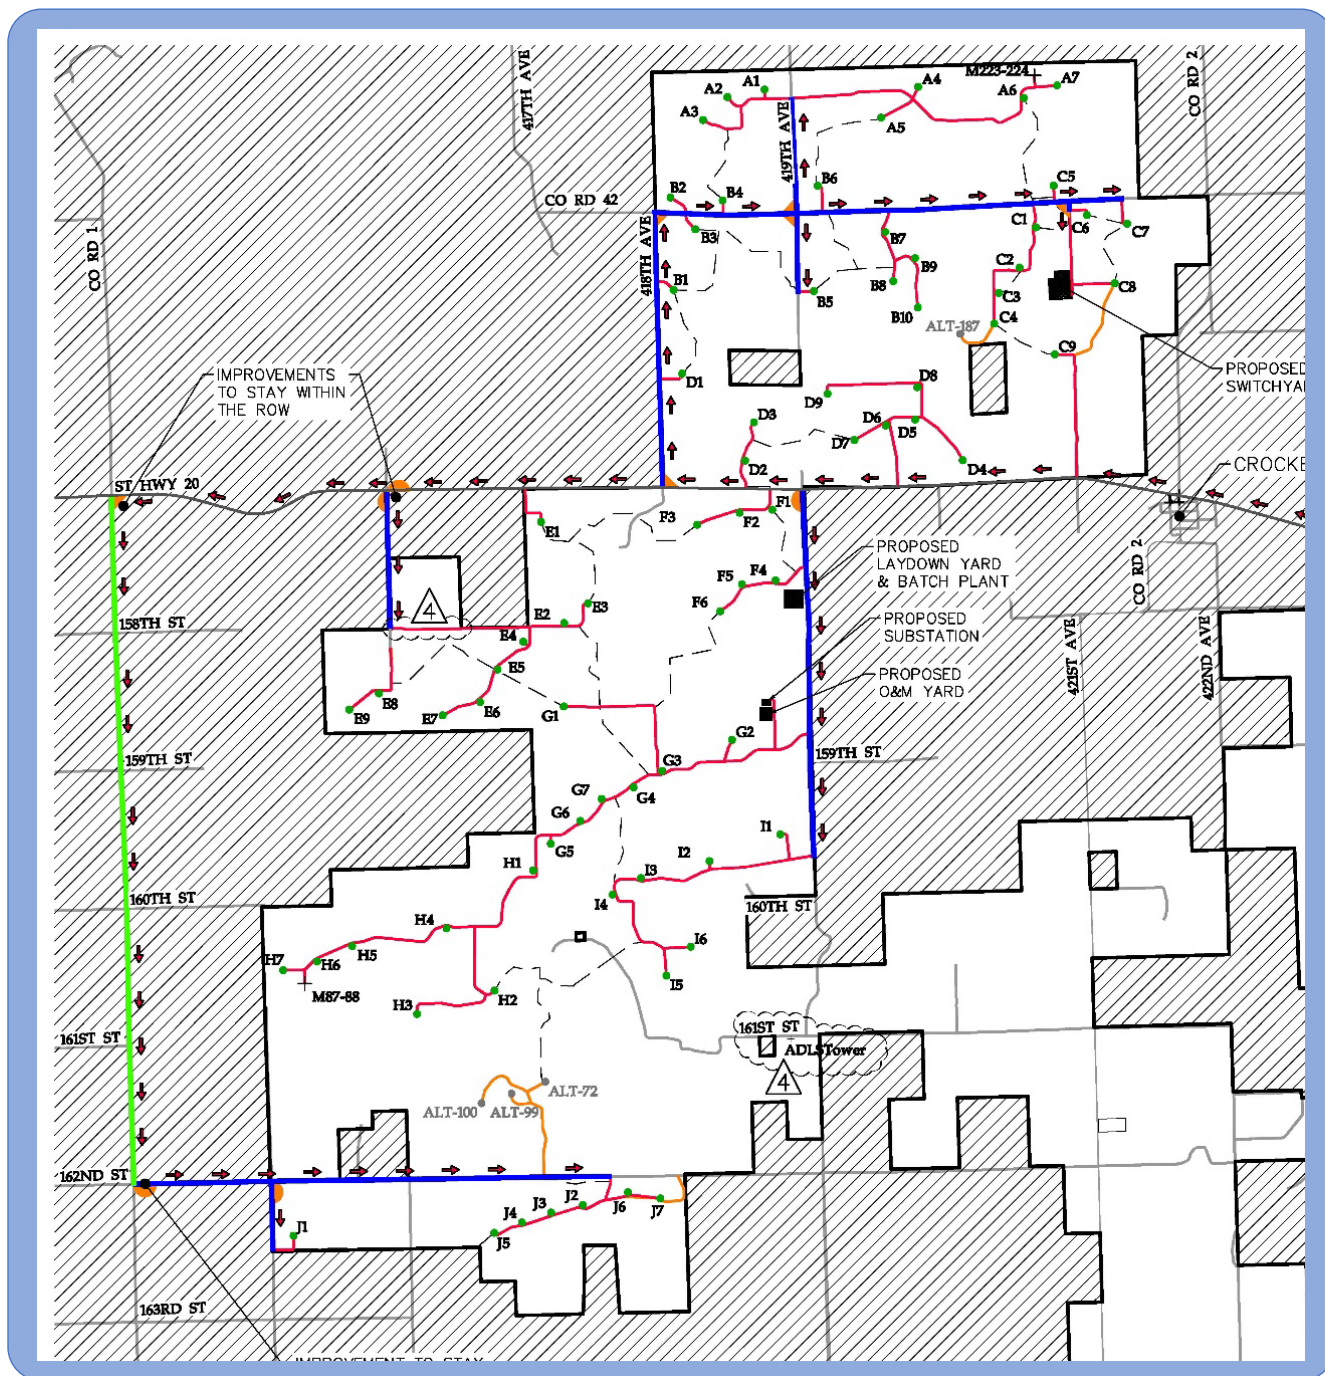 417TH AVE
CO RD 2
M223-224
A7
A6
A4
A5
A1
A2
A3
419TH AVE
CO RD 1
CO RD 42
B2
B4
B6
C5
B3
B7
C1
C6
C7
418TH AVE
B1
B5
B8
B9
B10
C2
C3
C4
C8
ALT-187
C9
PROPOSED
SWITCHYA
IMPROVEMENTS
TO STAY WITHIN
THE ROW
D1
D9
D8
D3
D7
D6
D5
D2
D4
CROCKE
ST HWY 20
E1
F3
F2
F1
PROPOSED
LAYDOWN YARD
& BATCH PLANT
CO RD 2
F5
F4
F6
4
E2
E3
158TH ST
E4
PROPOSED
SUBSTATION
421ST AVE
422ND AVE
E5
PROPOSED
O&M YARD
E9
E8
E7
E6
G1
G2
159TH ST
159TH ST
G3
G7
G4
G6
G5
I1
H1
I2
I3
160TH ST
I4
160TH ST
H4
H7
H6
H5
I6
I5
M87-88
H3
H2
161ST ST
161ST ST
ADLSTower
4
ALT-72
ALT-100
ALT-99
162ND ST
J1
J4
J3
J2
J6
J7
J5
163RD ST
IMPROVEMENT TO STAY